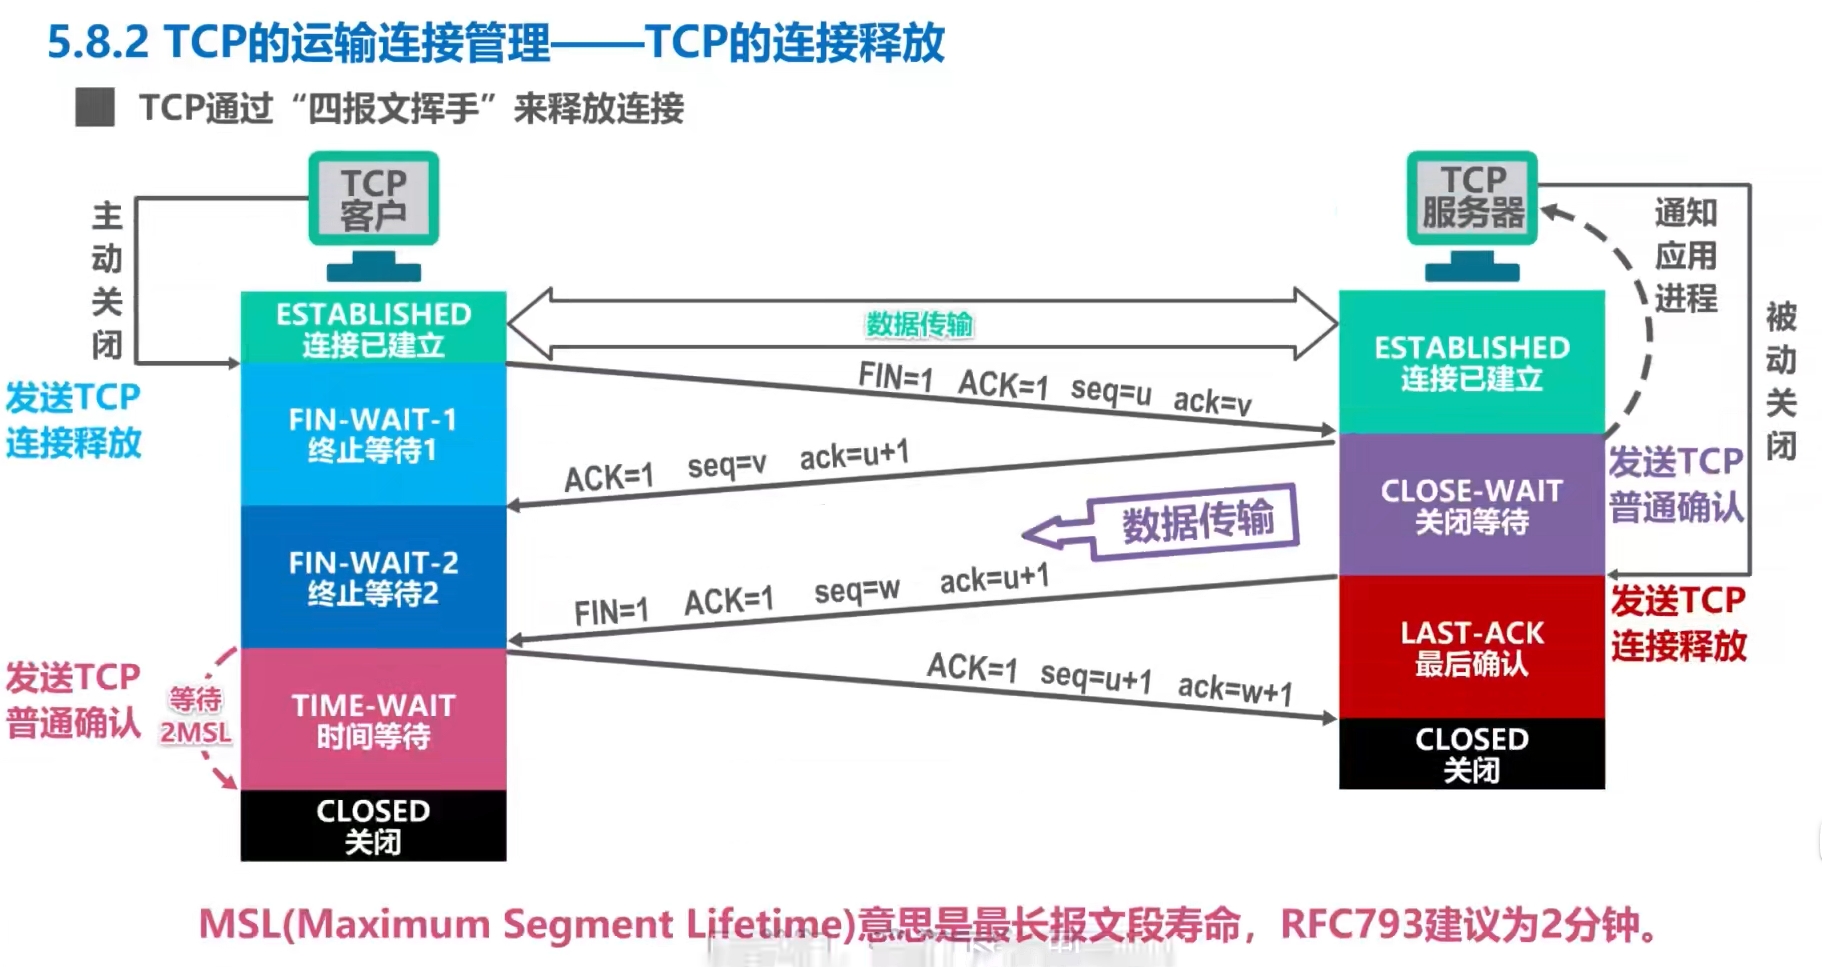 5.8.2 TCP的运输连接管理——TCP的连接释放
TCP通过“四报文挥手”来释放连接
TCP
客户
主动关闭
TCP
服务器
通知
应用
进程
被动关闭
ESTABLISHED
连接已建立
数据传输
ESTABLISHED
连接已建立
FIN=1 ACK=1 seq=u ack=v
发送TCP
连接释放
FIN-WAIT-1
终止等待1
ACK=1 seq=v ack=u+1
发送TCP
普通确认
CLOSE-WAIT
关闭等待
数据传输
FIN-WAIT-2
终止等待2
FIN=1 ACK=1 seq=w ack=u+1
发送TCP
连接释放
LAST-ACK
最后确认
发送TCP
普通确认
等待
2MSL
TIME-WAIT
时间等待
ACK=1 seq=u+1 ack=w+1
CLOSED
关闭
CLOSED
关闭
MSL(Maximum Segment Lifetime)意思是最长报文段寿命，RFC793建议为2分钟。